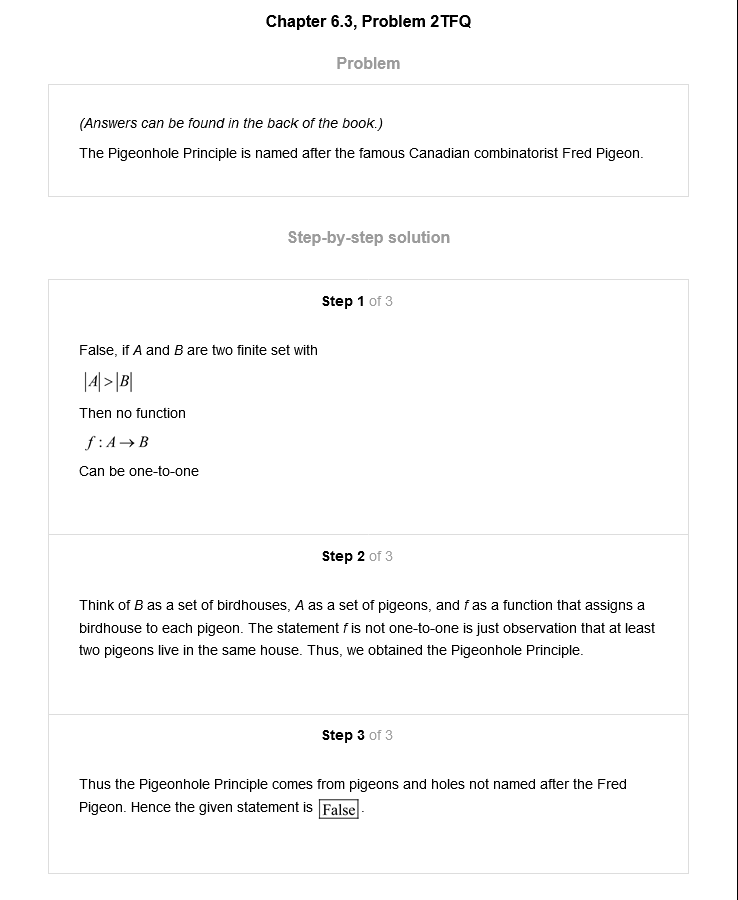 Chapter 6.3, Problem 2TFQ
Problem
(Answers can be found in the back of the book.)
The Pigeonhole Principle is named after the famous Canadian combinatorist Fred Pigeon.
Step-by-step solution
Step 1 of 3
False, if A and B are two finite set with
|A|>|B|
Then no function
f : A → B
Can be one-to-one
Step 2 of 3
Think of B as a set of birdhouses, A as a set of pigeons, and f as a function that assigns a
birdhouse to each pigeon. The statement f is not one-to-one is just observation that at least
two pigeons live in the same house. Thus, we obtained the Pigeonhole Principle.
Step 3 of 3
Thus the Pigeonhole Principle comes from pigeons and holes not named after the Fred
Pigeon. Hence the given statement is False.